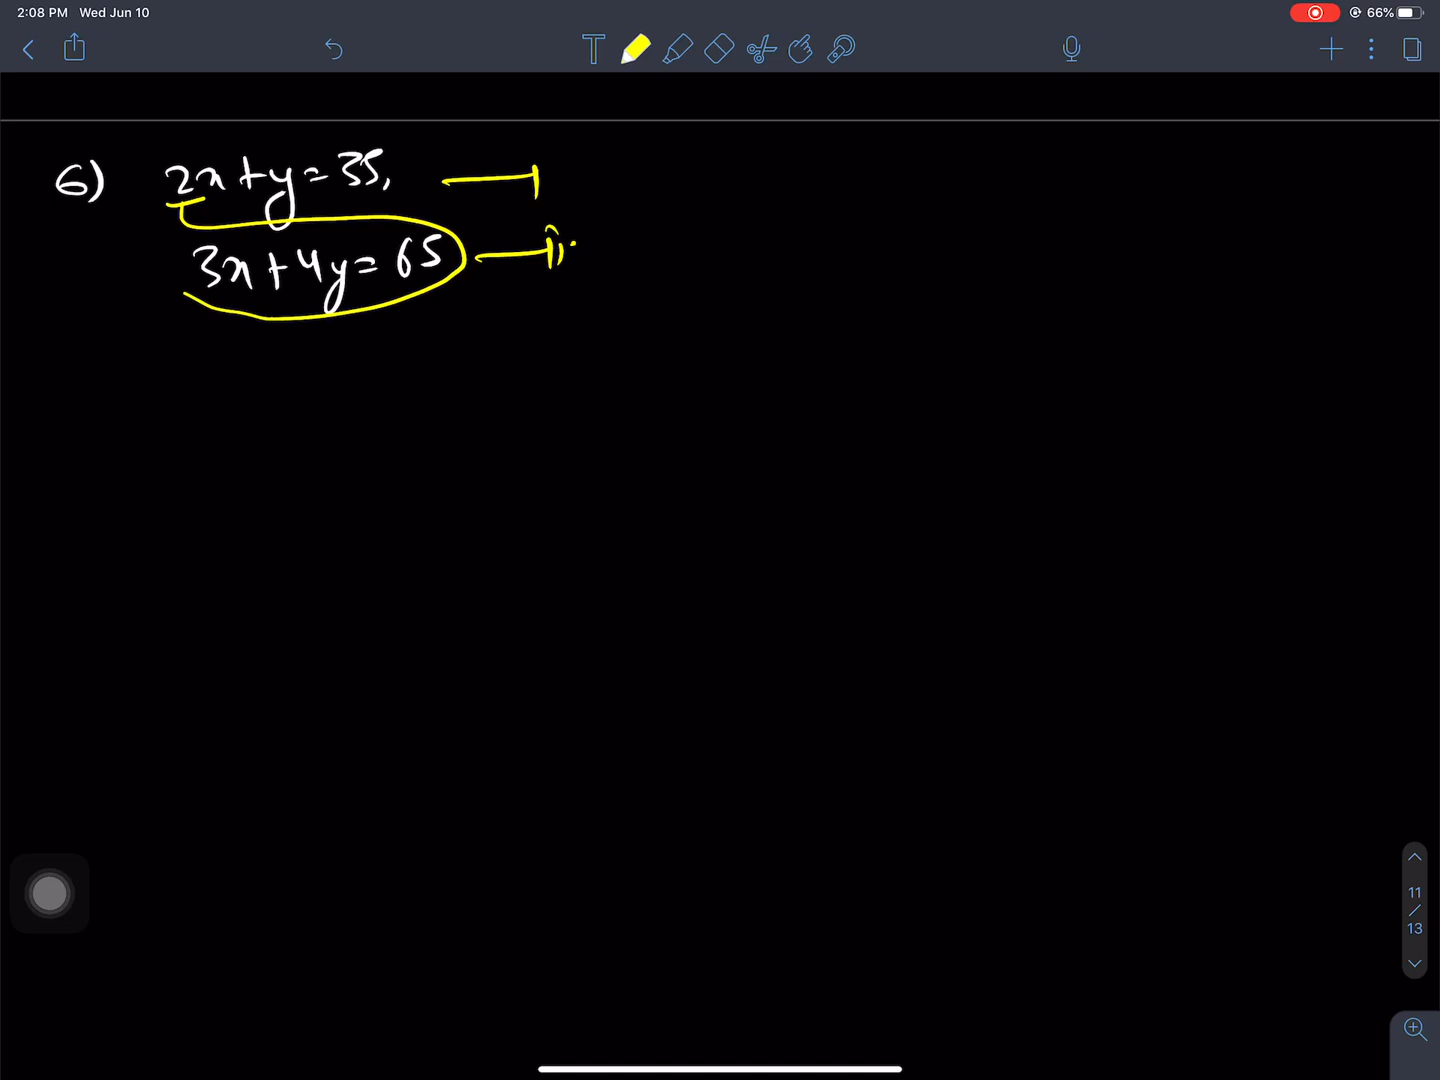 2:08 PM Wed Jun 10
66%
6) 2x+y=35, — I
3x+4y=65 — II
11
/
13